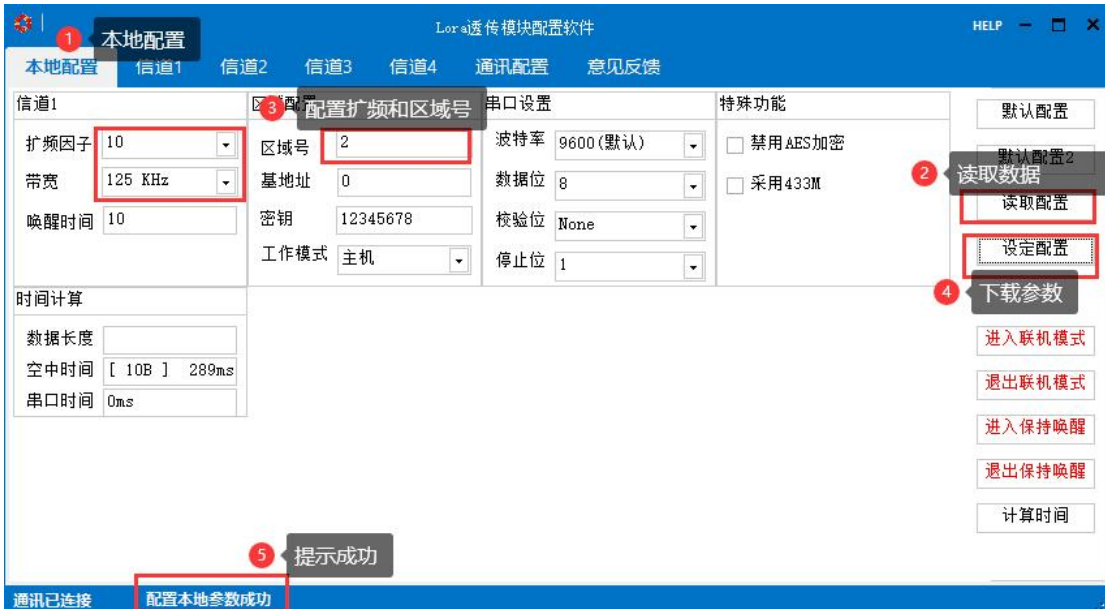 Lora透传模块配置软件
HELP
1 本地配置
本地配置 信道1 信道2 信道3 信道4 通讯配置 意见反馈
信道1
扩频因子 10
带宽 125 KHz
唤醒时间 10
3 配置扩频和区域号
区域号 2
基地址 0
密钥 12345678
工作模式 主机
串口设置
波特率 9600(默认)
数据位 8
校验位 None
停止位 1
特殊功能
禁用AES加密
采用433M
默认配置
默认配置2
2 读取数据
读取配置
设定配置
4 下载参数
进入联机模式
退出联机模式
进入保持唤醒
退出保持唤醒
计算时间
时间计算
数据长度
空中时间 [ 10B ] 289ms
串口时间 0ms
5 提示成功
通讯已连接 配置本地参数成功